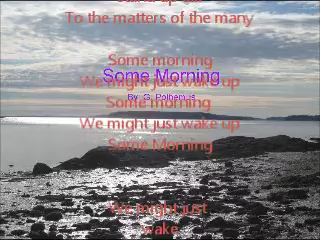 To the matters of the many
Some morning
We might just wake up
Some Morning
By: G. Polhemus
Some morning
We might just wake up
Some Morning
We might just
wake